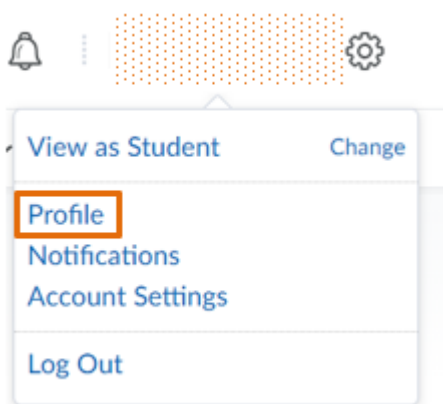 View as Student Change
Profile
Notifications
Account Settings
Log Out